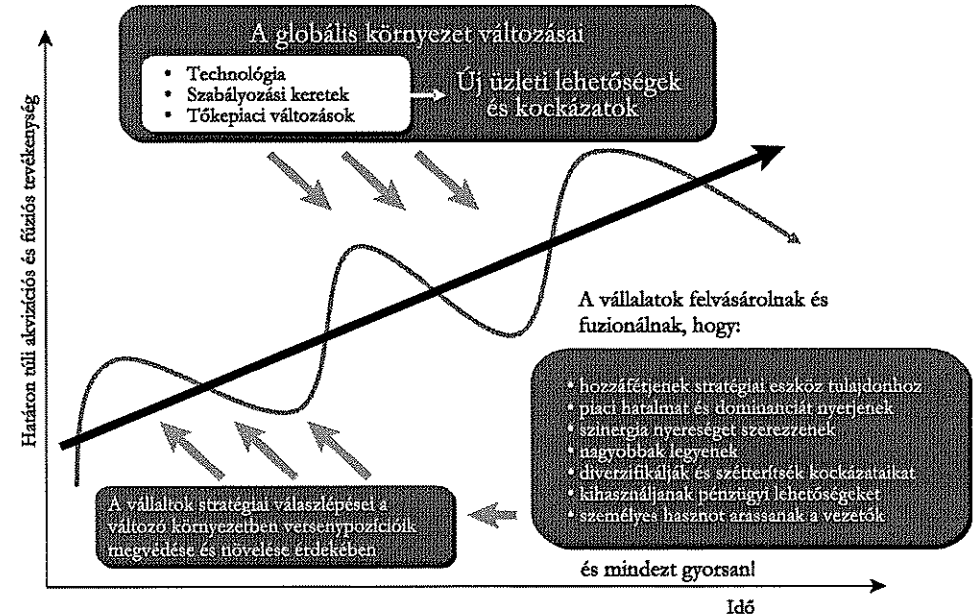 A globális környezet változásai
• Technológia
• Szabályozási keretek
• Tőkepiaci változások
Új üzleti lehetőségek
és kockázatok
Határon túli akvizíciós és fúziós tevékenység
A vállalatok felvásárolnak és
fuzionálnak, hogy:
• hozzáférjenek stratégiai eszköz tulajdonhoz
• piaci hatalmat és dominanciát nyerjenek
• szinergia nyereséget szerezzenek
• nagyobbak legyenek
• diverzifikálják és szétterítsék kockázataikat
• kihasználjanak pénzügyi lehetőségeket
• személyes hasznot arassanak a vezetők
A vállaltok stratégiai válaszlépései a
változó környezetben versenypozícióik
megvédése és növelése érdekében
és mindezt gyorsan!
Idő